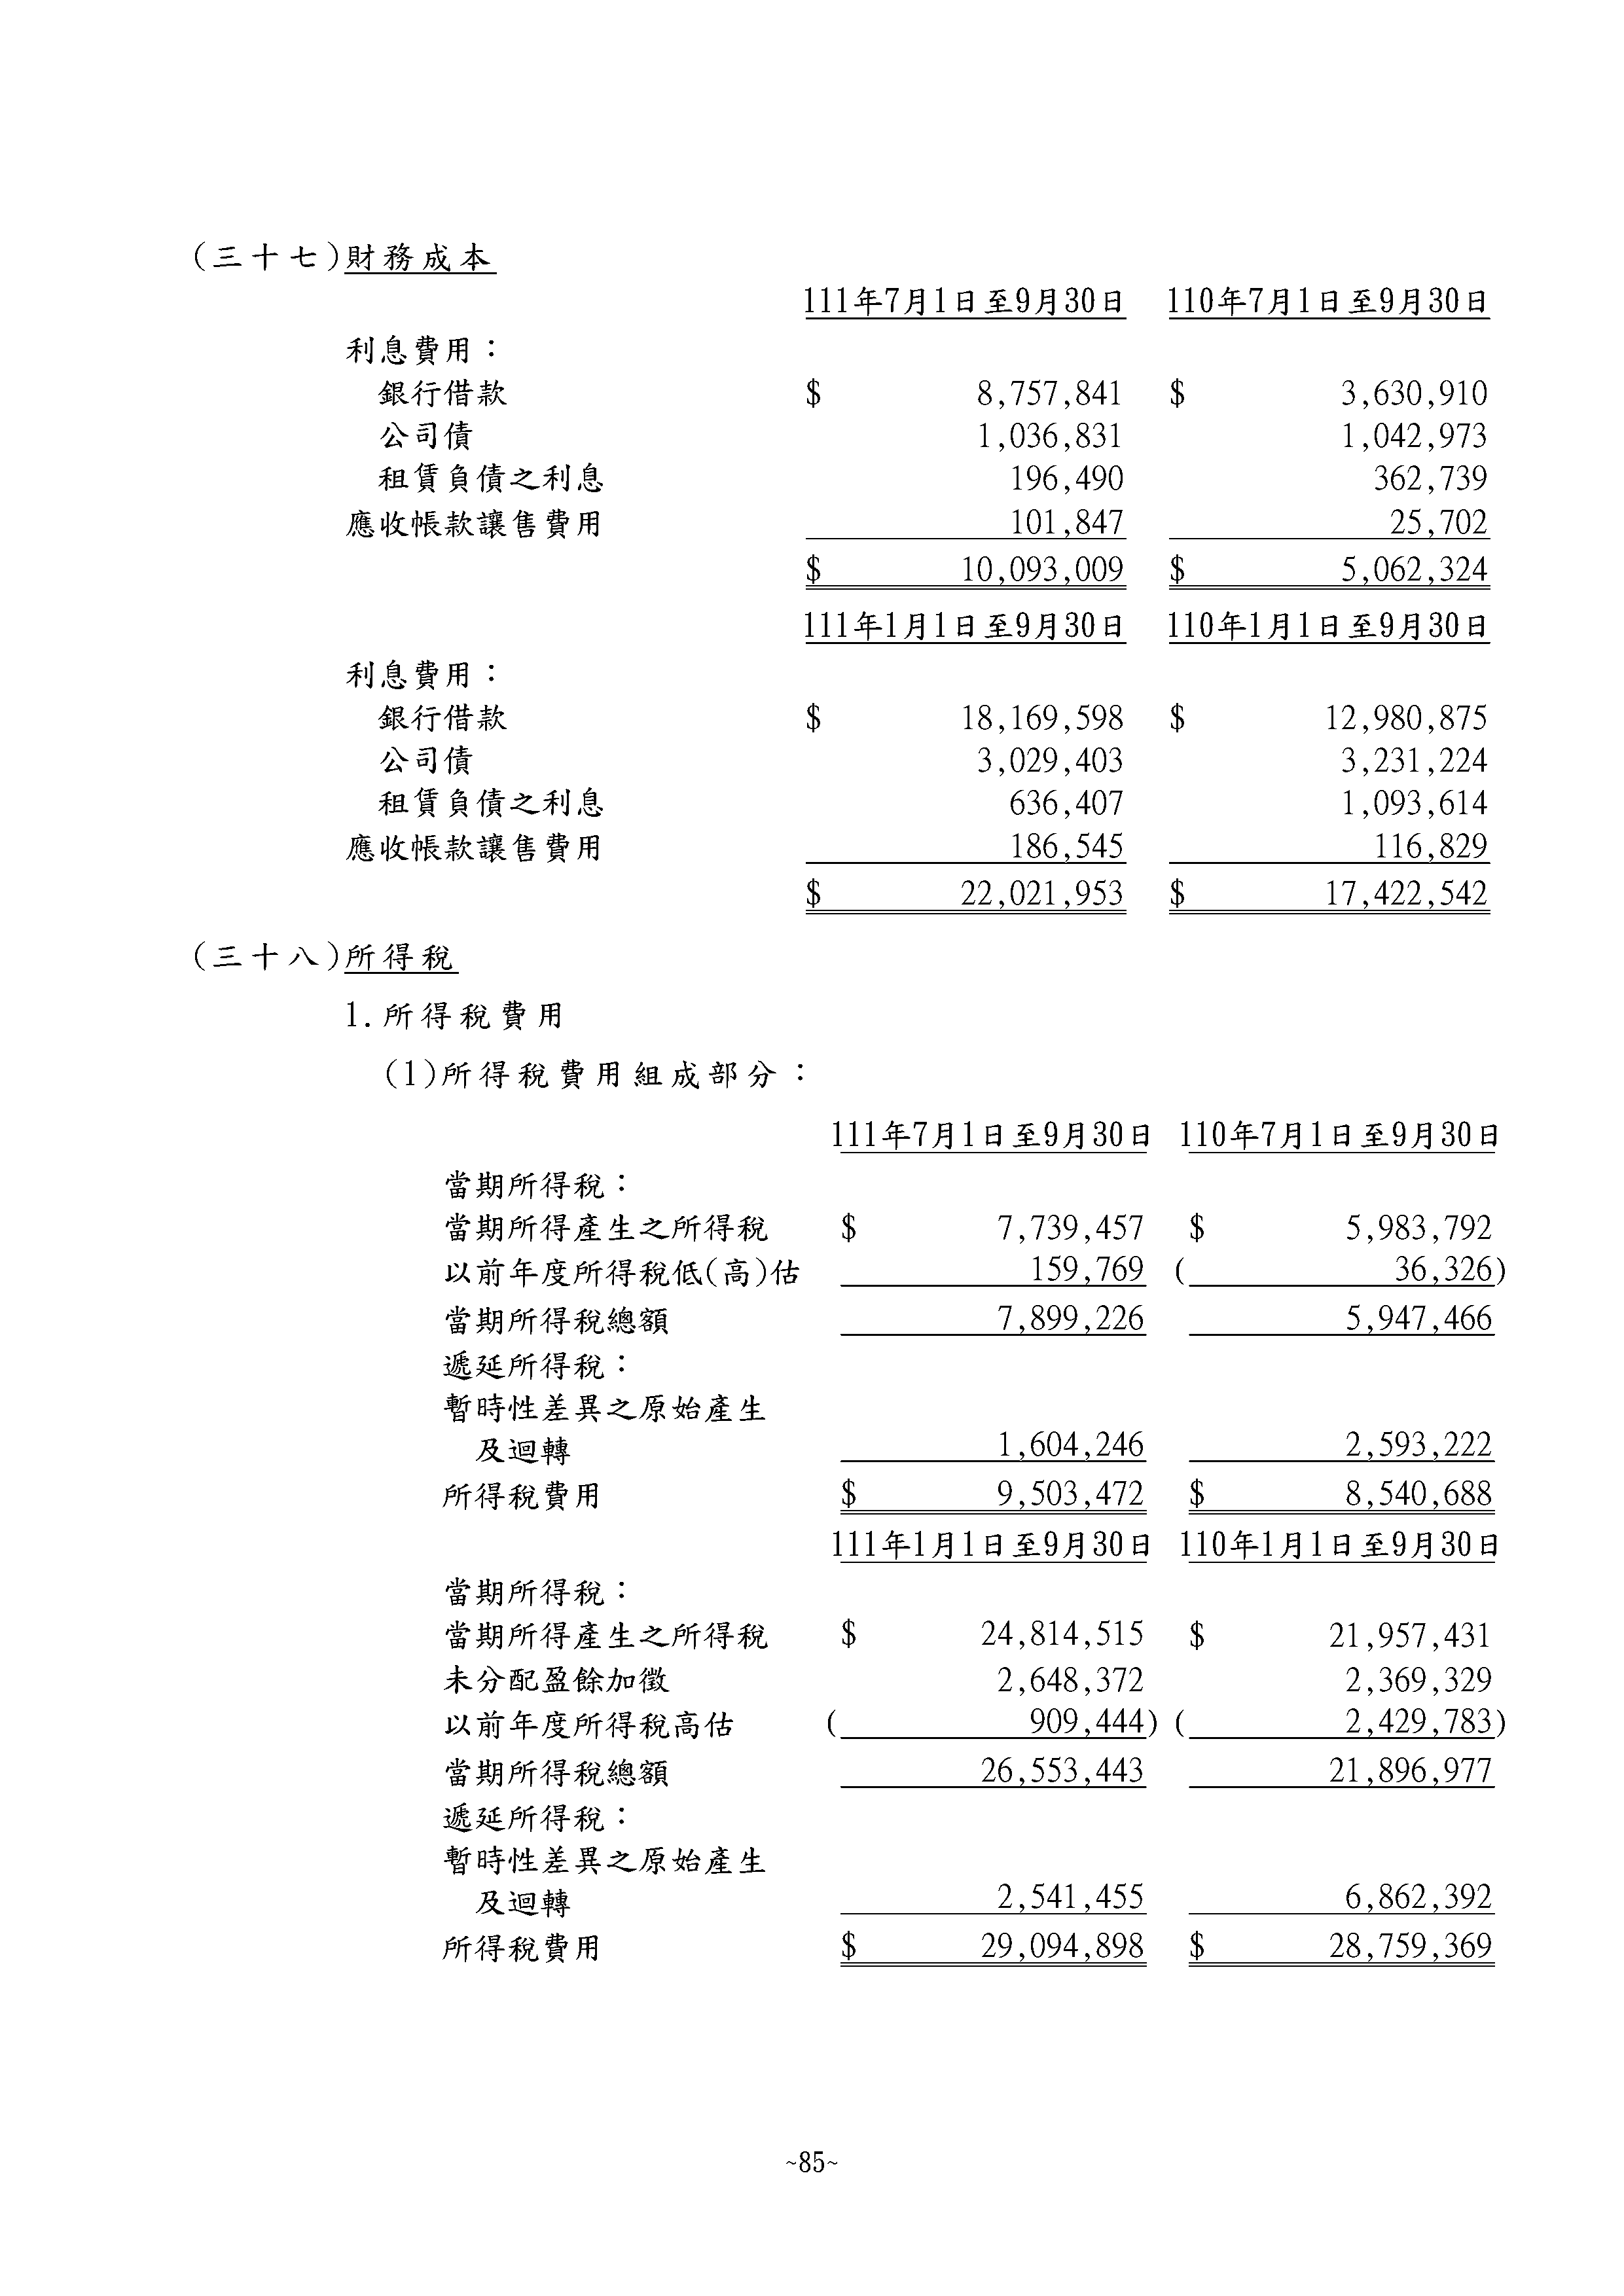 (三十七)財務成本
111年7月1日至9月30日 110年7月1日至9月30日
利息費用：
銀行借款 $ 8,757,841 $ 3,630,910
公司債 1,036,831 1,042,973
租賃負債之利息 196,490 362,739
應收帳款讓售費用 101,847 25,702
$ 10,093,009 $ 5,062,324
111年1月1日至9月30日 110年1月1日至9月30日
利息費用：
銀行借款 $ 18,169,598 $ 12,980,875
公司債 3,029,403 3,231,224
租賃負債之利息 636,407 1,093,614
應收帳款讓售費用 186,545 116,829
$ 22,021,953 $ 17,422,542
(三十八)所得稅
1.所得稅費用
(1)所得稅費用組成部分：
111年7月1日至9月30日 110年7月1日至9月30日
當期所得稅：
當期所得產生之所得稅 $ 7,739,457 $ 5,983,792
以前年度所得稅低(高)估 159,769 ( 36,326)
當期所得稅總額 7,899,226 5,947,466
遞延所得稅：
暫時性差異之原始產生
及迴轉 1,604,246 2,593,222
所得稅費用 $ 9,503,472 $ 8,540,688
111年1月1日至9月30日 110年1月1日至9月30日
當期所得稅：
當期所得產生之所得稅 $ 24,814,515 $ 21,957,431
未分配盈餘加徵 2,648,372 2,369,329
以前年度所得稅高估 ( 909,444) ( 2,429,783)
當期所得稅總額 26,553,443 21,896,977
遞延所得稅：
暫時性差異之原始產生
及迴轉 2,541,455 6,862,392
所得稅費用 $ 29,094,898 $ 28,759,369
~85~